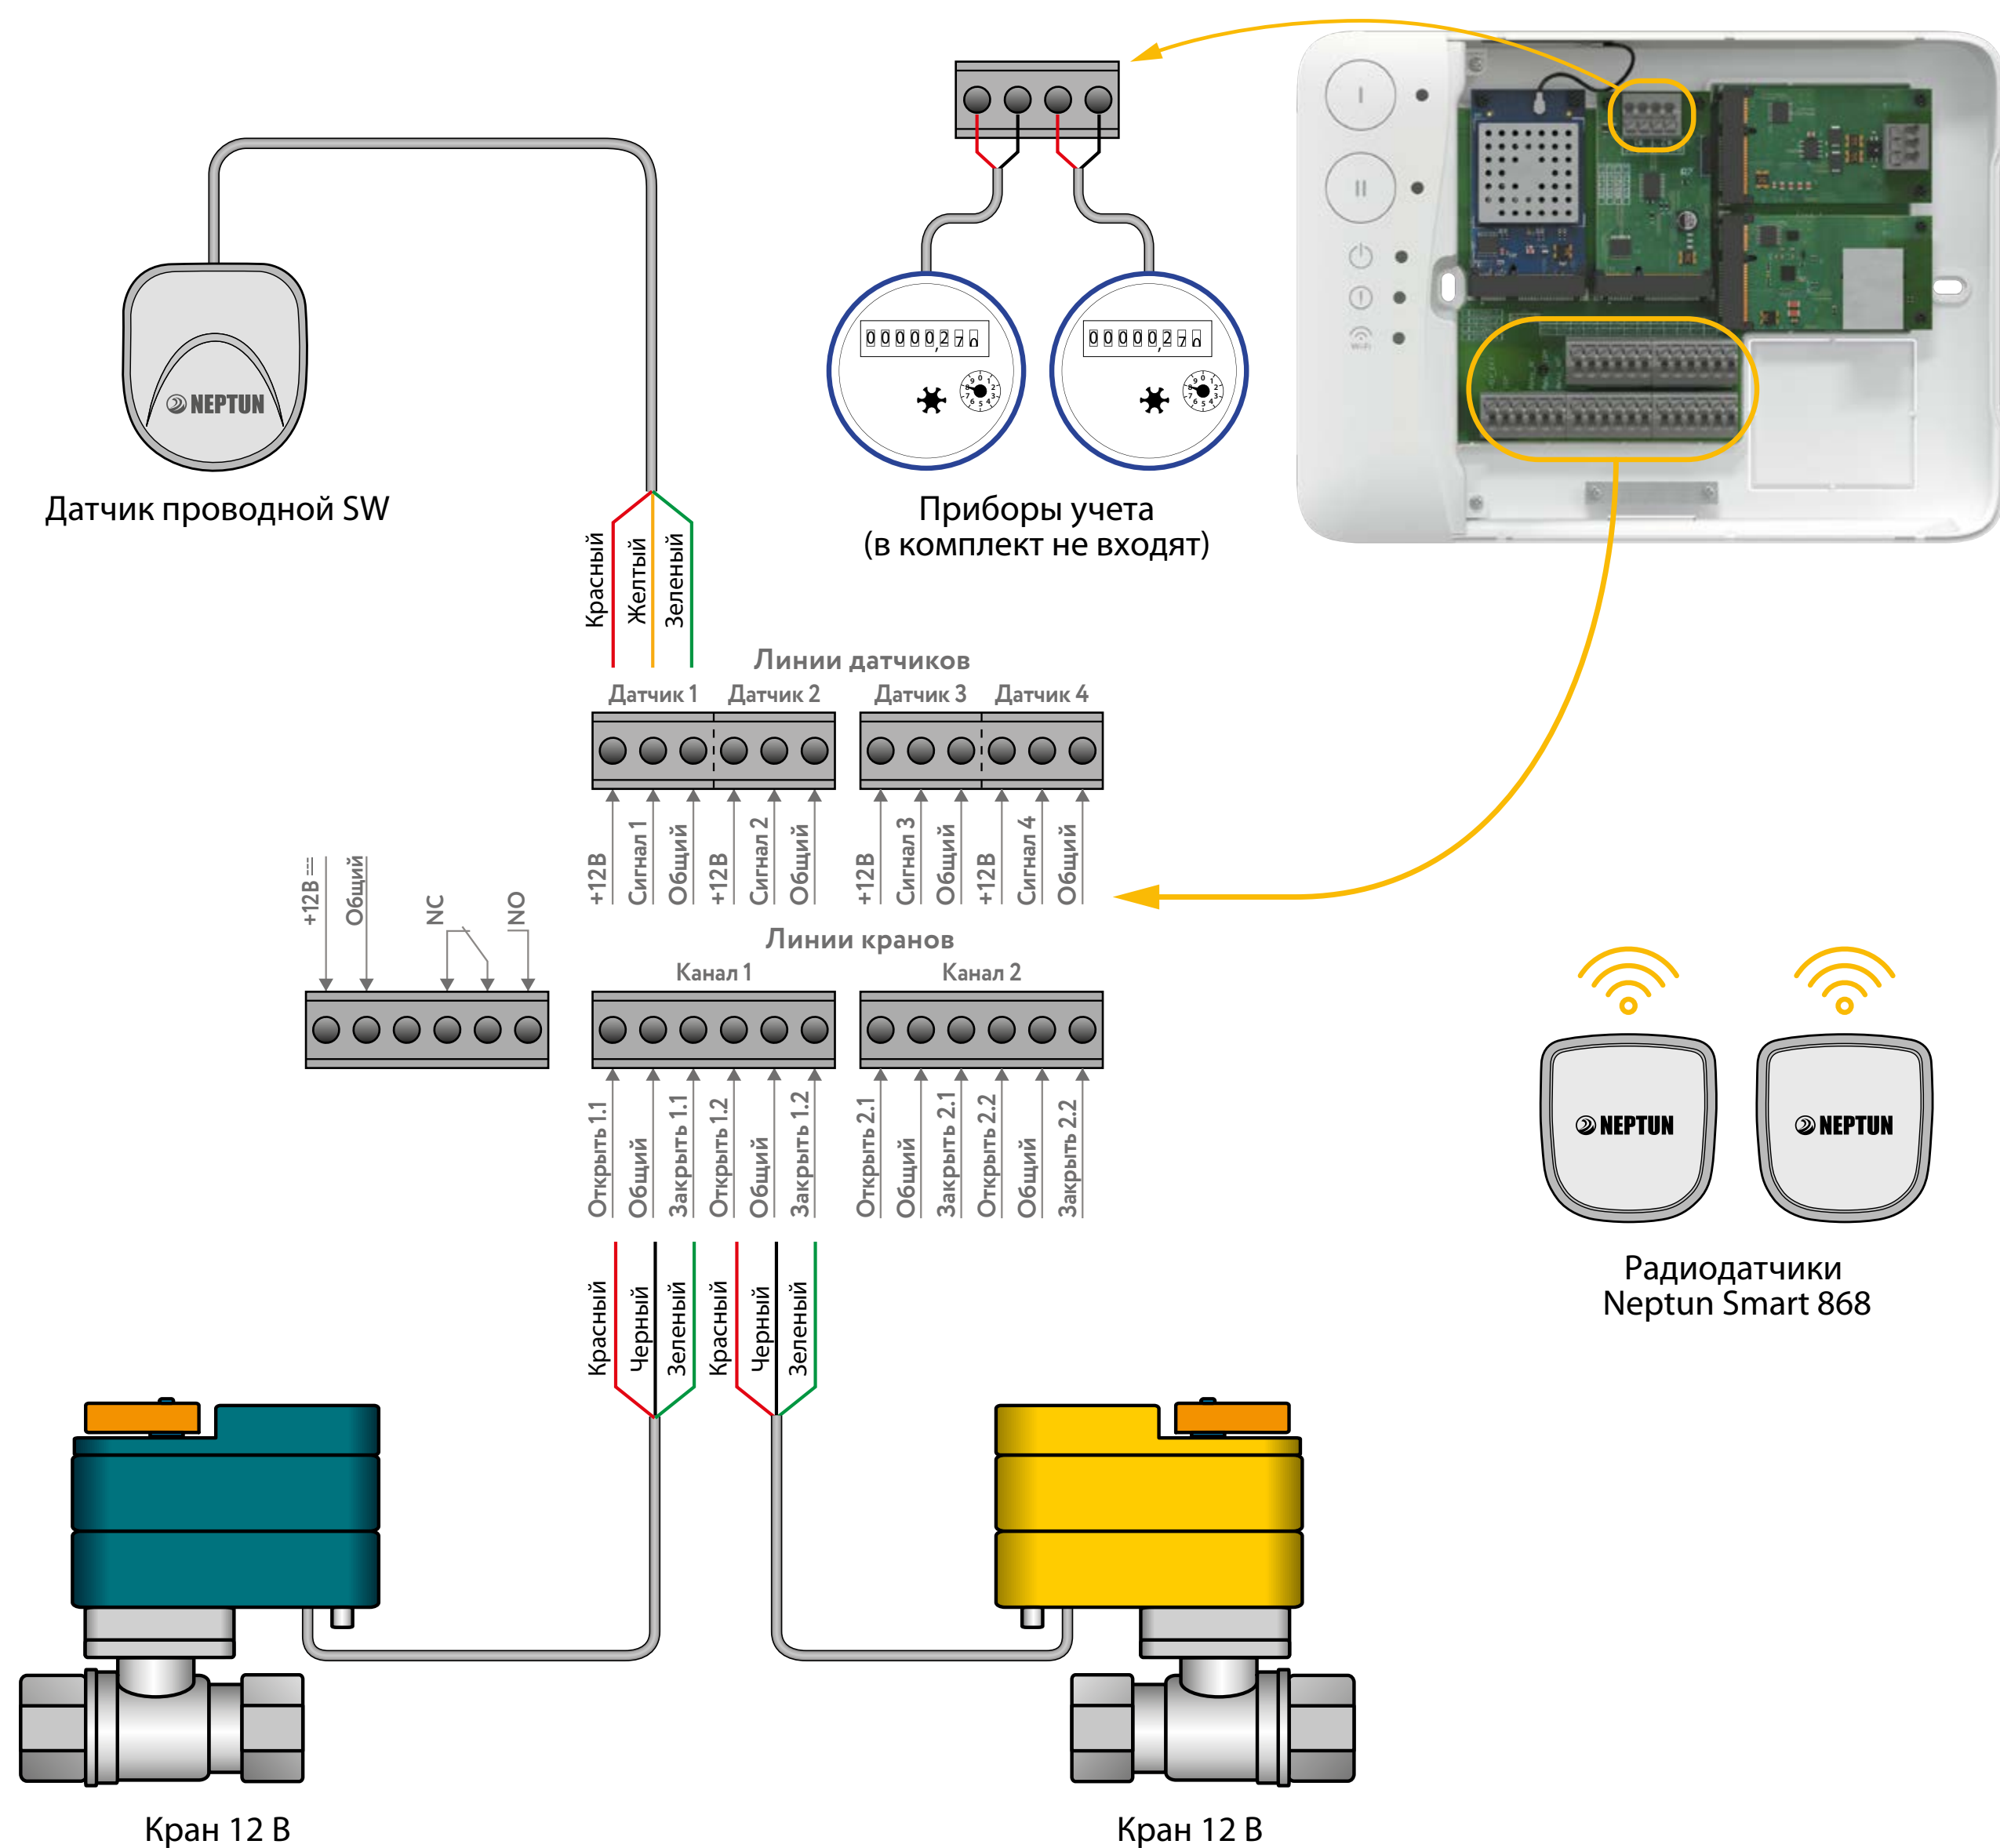 NEPTUN
Датчик проводной SW
Приборы учета
(в комплект не входят)
I
II
Wi-Fi
Красный
Желтый
Зеленый
Линии датчиков
Датчик 1
Датчик 2
Датчик 3
Датчик 4
+12В
Сигнал 1
Общий
+12В
Сигнал 2
Общий
+12В
Сигнал 3
Общий
+12В
Сигнал 4
Общий
+12В
Общий
NC
NO
Линии кранов
Канал 1
Канал 2
Открыть 1.1
Общий
Закрыть 1.1
Открыть 1.2
Общий
Закрыть 1.2
Открыть 2.1
Общий
Закрыть 2.1
Открыть 2.2
Общий
Закрыть 2.2
NEPTUN
NEPTUN
Радиодатчики
Neptun Smart 868
Красный
Черный
Зеленый
Красный
Черный
Зеленый
Кран 12 В
Кран 12 В